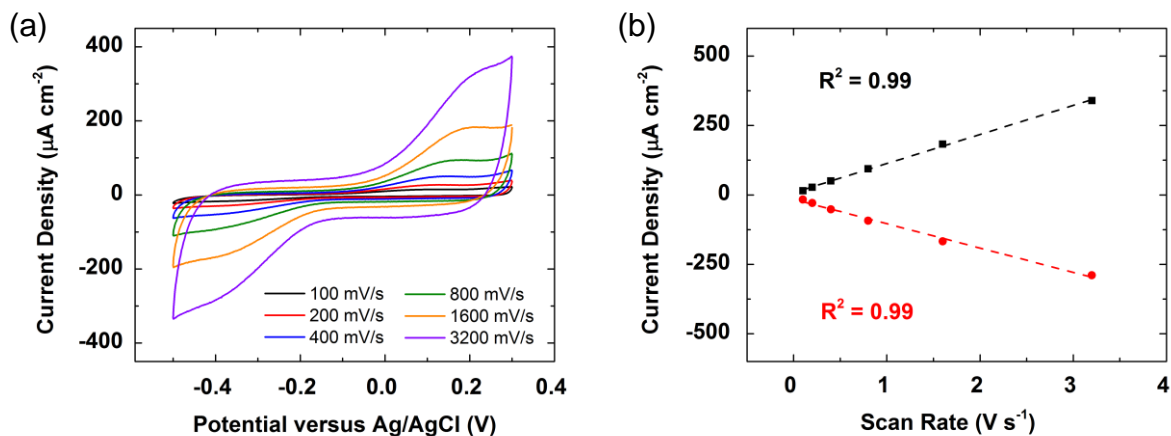 (a)
Current Density (µA cm⁻²)
400
200
0
-200
-400
100 mV/s
200 mV/s
400 mV/s
800 mV/s
1600 mV/s
3200 mV/s
-0.4
-0.2
0.0
0.2
0.4
Potential versus Ag/AgCl (V)
(b)
Current Density (µA cm⁻²)
500
250
0
-250
-500
R² = 0.99
R² = 0.99
0
1
2
3
4
Scan Rate (V s⁻¹)